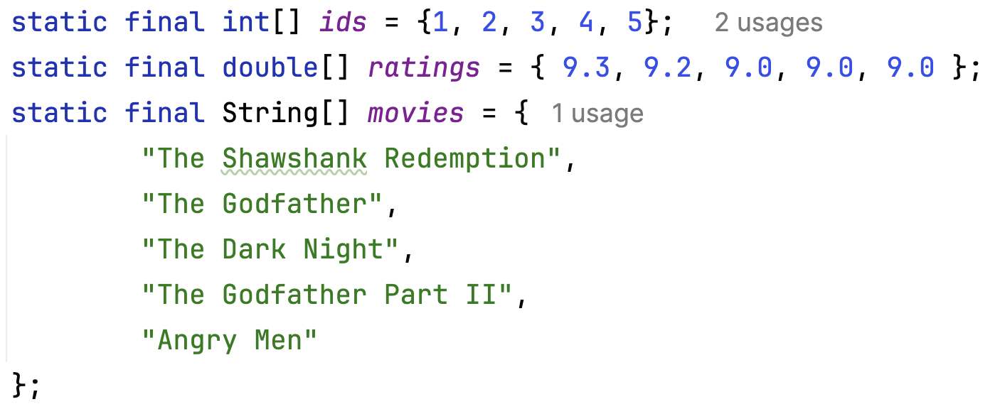 static final int[] ids = {1, 2, 3, 4, 5}; 2 usages
static final double[] ratings = { 9.3, 9.2, 9.0, 9.0, 9.0 };
static final String[] movies = { 1 usage
"The Shawshank Redemption",
"The Godfather",
"The Dark Night",
"The Godfather Part II",
"Angry Men"
};